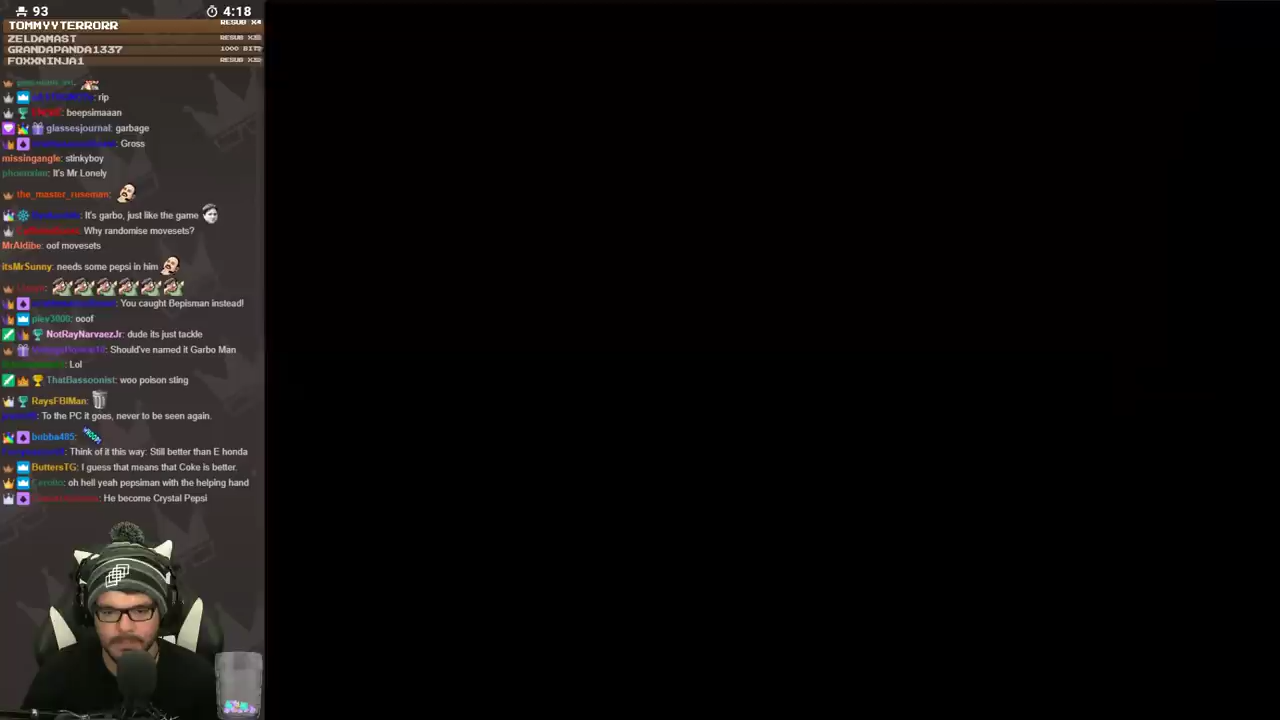 93 4:18
TOMMYYTERRORR RESUB X4
ZELDAMAST
GRANDAPANDA1337 1000 BITS
FOXXNINJA1
: rip
: beepsimaaan
glassesjournal: garbage
: Gross
missingangle: stinkyboy
: It's Mr Lonely
the_master_ruseman:
: It's garbo, just like the game
: Why randomise movesets?
MrAldibe: oof movesets
itsMrSunny: needs some pepsi in him
: You caught Bepisman instead!
: ooof
NotRayNarvaezJr: dude its just tackle
: Should've named it Garbo Man
: Lol
ThatBassoonist: woo poison sting
RaysFBIMan:
: To the PC it goes, never to be seen again.
bubba485:
: Think of it this way: Still better than E honda
ButtersTG: I guess that means that Coke is better.
: oh hell yeah pepsiman with the helping hand
: He become Crystal Pepsi